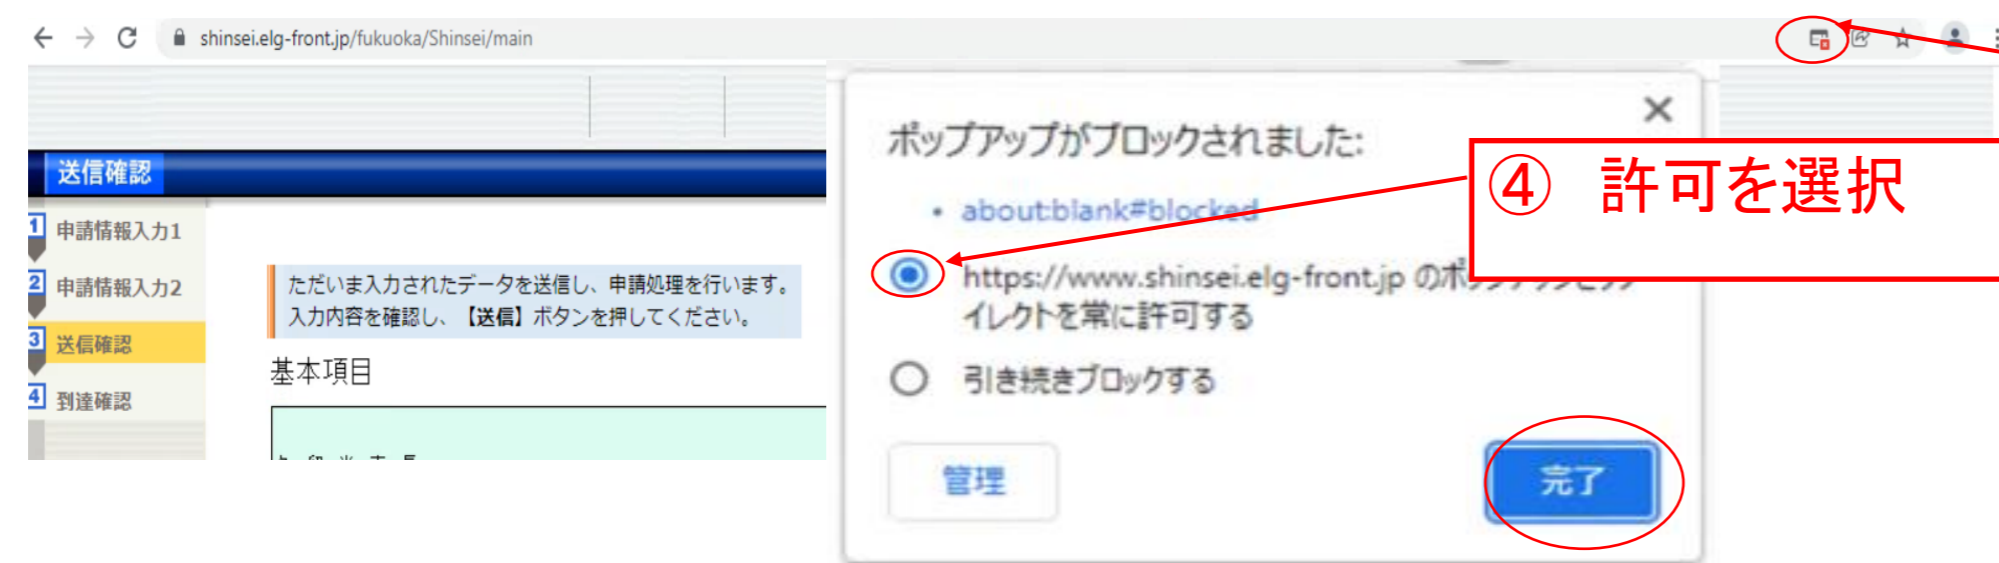 shinsei.elg-front.jp/fukuoka/Shinsei/main
送信確認
1 申請情報入力1
2 申請情報入力2
3 送信確認
4 到達確認
ただいま入力されたデータを送信し、申請処理を行います。
入力内容を確認し、【送信】ボタンを押してください。
基本項目
ポップアップがブロックされました:
• about:blank#blocked
https://www.shinsei.elg-front.jp のポ
イレクトを常に許可する
引き続きブロックする
管理
完了
④ 許可を選択